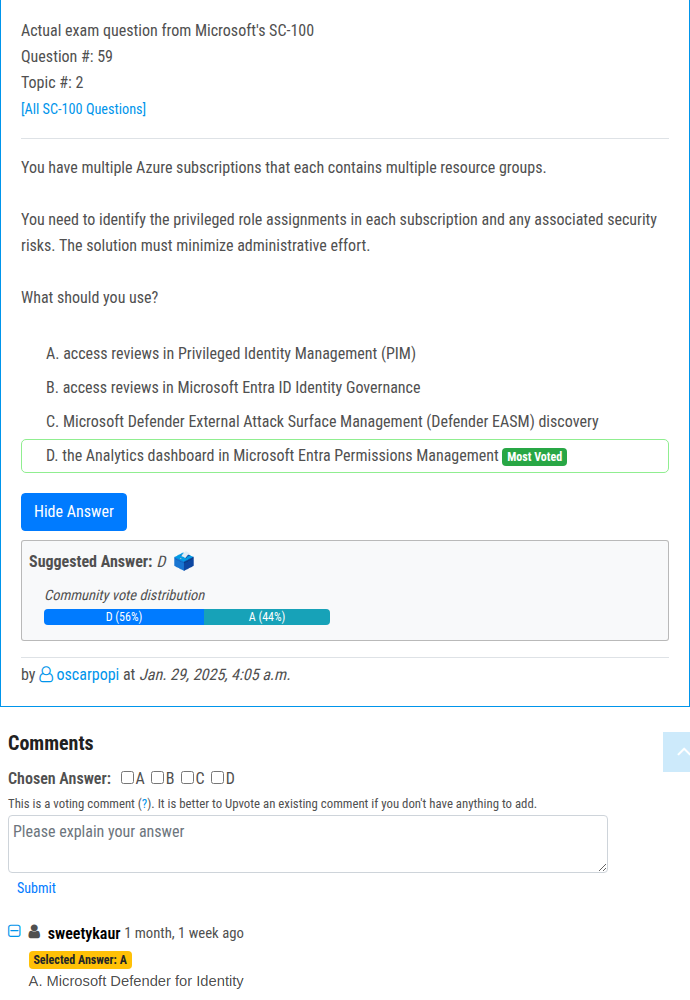 Actual exam question from Microsoft's SC-100
Question #: 59
Topic #: 2
[All SC-100 Questions]
You have multiple Azure subscriptions that each contains multiple resource groups.
You need to identify the privileged role assignments in each subscription and any associated security
risks. The solution must minimize administrative effort.
What should you use?
A. access reviews in Privileged Identity Management (PIM)
B. access reviews in Microsoft Entra ID Identity Governance
C. Microsoft Defender External Attack Surface Management (Defender EASM) discovery
D. the Analytics dashboard in Microsoft Entra Permissions Management Most Voted
Hide Answer
Suggested Answer: D
Community vote distribution
D (56%) A (44%)
by oscarpopi at Jan. 29, 2025, 4:05 a.m.
Comments
Chosen Answer: A B C D
This is a voting comment (?). It is better to Upvote an existing comment if you don't have anything to add.
Please explain your answer
Submit
sweetykaur 1 month, 1 week ago
Selected Answer: A
A. Microsoft Defender for Identity